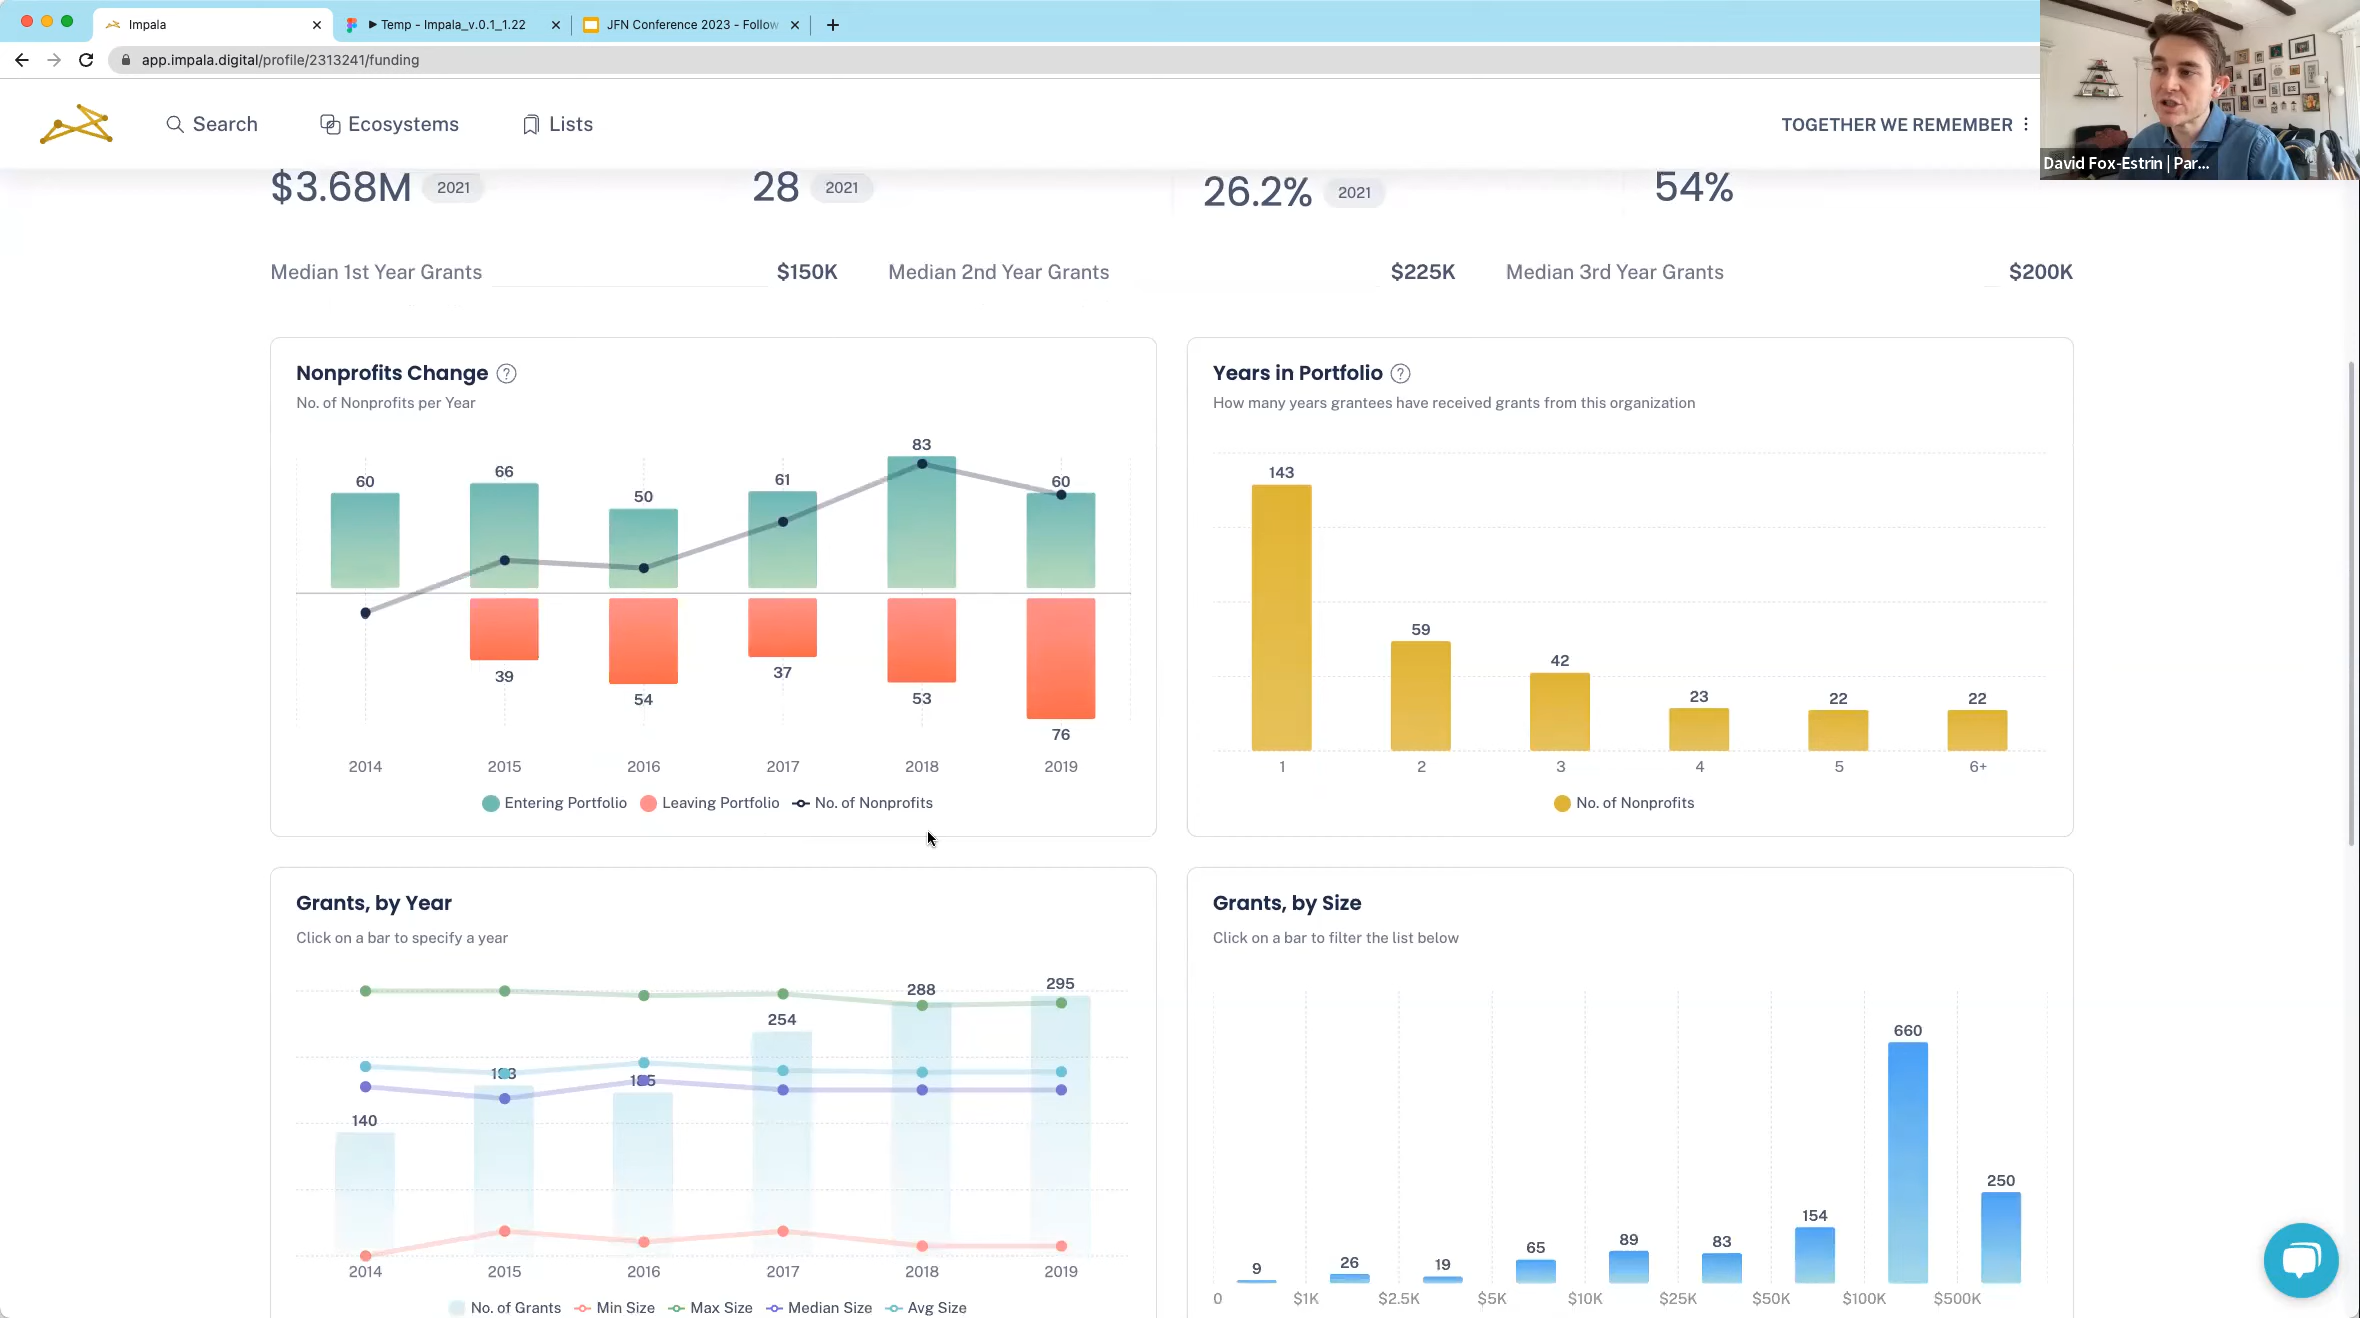 Impala
Temp - Impala_v.0.1_1.22
JFN Conference 2023 - Follow
app.impala.digital/profile/2313241/funding
Search
Ecosystems
Lists
TOGETHER WE REMEMBER
David Fox-Estrin | Par...
$3.68M 2021
28 2021
26.2% 2021
54%
Median 1st Year Grants $150K
Median 2nd Year Grants $225K
Median 3rd Year Grants $200K
Nonprofits Change ?
No. of Nonprofits per Year
60 66 50 61 83 60
39 54 37 53 76
2014 2015 2016 2017 2018 2019
Entering Portfolio Leaving Portfolio No. of Nonprofits
Years in Portfolio ?
How many years grantees have received grants from this organization
143 59 42 23 22 22
1 2 3 4 5 6+
No. of Nonprofits
Grants, by Year
Click on a bar to specify a year
140 254 288 295
2014 2015 2016 2017 2018 2019
No. of Grants Min Size Max Size Median Size Avg Size
Grants, by Size
Click on a bar to filter the list below
9 26 19 65 89 83 154 660 250
0 $1K $2.5K $5K $10K $25K $50K $100K $500K